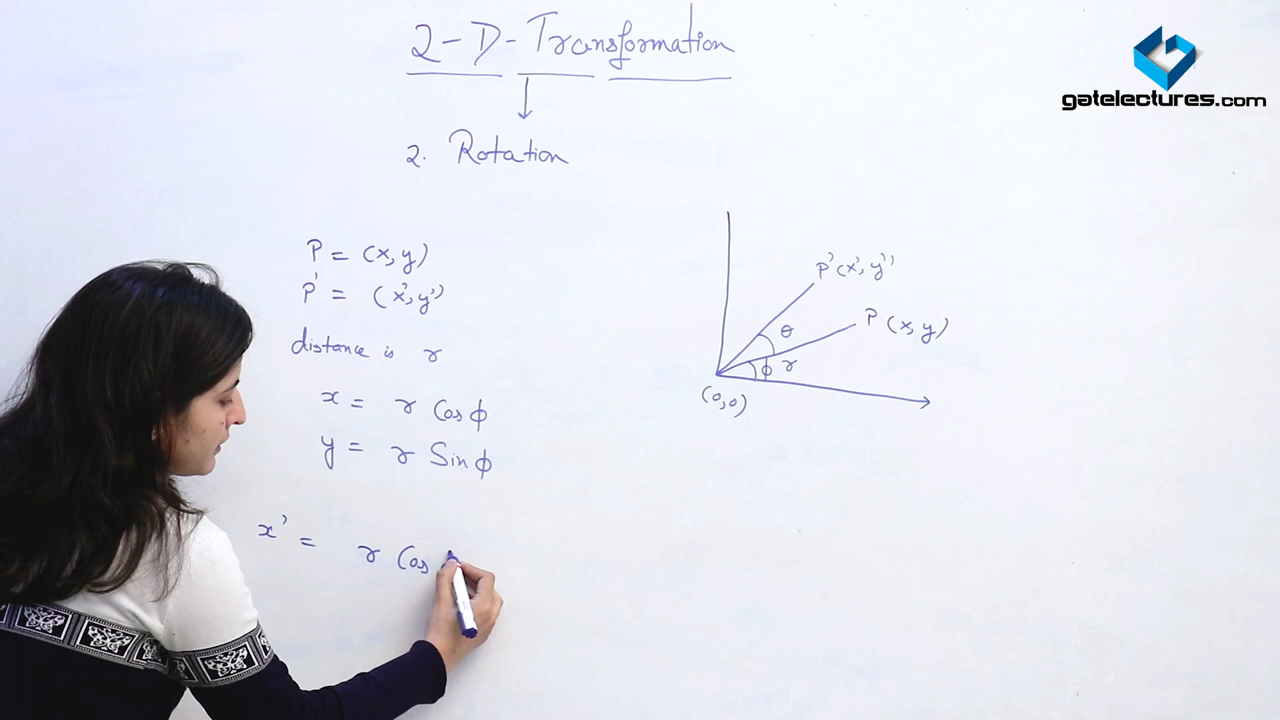 2-D-Transformation
gatelectures.com
2. Rotation
P = (x, y)
P' = (x', y')
distance is r
x = r Cos ϕ
y = r Sin ϕ
x' = r Cos
P' (x', y')
θ
P (x, y)
ϕ r
(0,0)